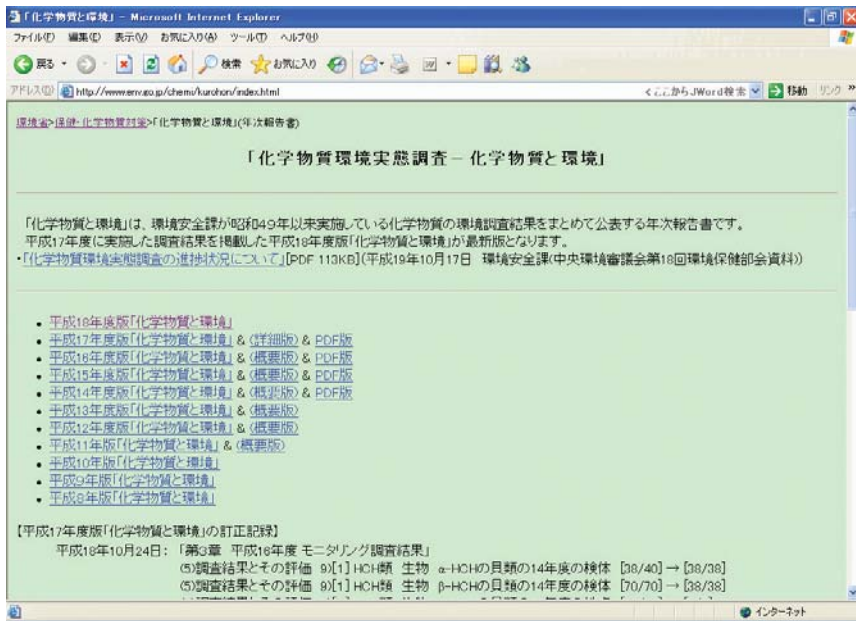 「化学物質と環境」 - Microsoft Internet Explorer
ファイル(F) 編集(E) 表示(V) お気に入り(A) ツール(T) ヘルプ(H)
戻る 検索 お気に入り
アドレス(D) http://www.env.go.jp/chemi/kurohon/index.html <ここからJWord検索 移動 リンク »
環境省>保健・化学物質対策>「化学物質と環境」(年次報告書)
「化学物質環境実態調査－化学物質と環境」
「化学物質と環境」は、環境安全課が昭和49年以来実施している化学物質の環境調査結果をまとめて公表する年次報告書です。
平成17年度に実施した調査結果を掲載した平成18年度版「化学物質と環境」が最新版となります。
・「化学物質環境実態調査の進捗状況について」[PDF 113KB](平成19年10月17日 環境安全課(中央環境審議会第18回環境保健部会資料))
• 平成18年度版「化学物質と環境」
• 平成17年度版「化学物質と環境」 & (詳細版) & PDF版
• 平成16年度版「化学物質と環境」 & (概要版) & PDF版
• 平成15年度版「化学物質と環境」 & (概要版) & PDF版
• 平成14年度版「化学物質と環境」 & (概要版) & PDF版
• 平成13年度版「化学物質と環境」 & (概要版)
• 平成12年度版「化学物質と環境」 & (概要版)
• 平成11年版「化学物質と環境」 & (概要版)
• 平成10年版「化学物質と環境」
• 平成9年版「化学物質と環境」
• 平成8年版「化学物質と環境」
【平成17年度版「化学物質と環境」の訂正記録】
平成18年10月24日： 「第3章 平成16年度 モニタリング調査結果」
(5)調査結果とその評価 9)[1] HCH類 生物 α-HCHの貝類の14年度の検体 [38/40] → [38/38]
(5)調査結果とその評価 9)[1] HCH類 生物 β-HCHの貝類の14年度の検体 [70/70] → [38/38]
インターネット